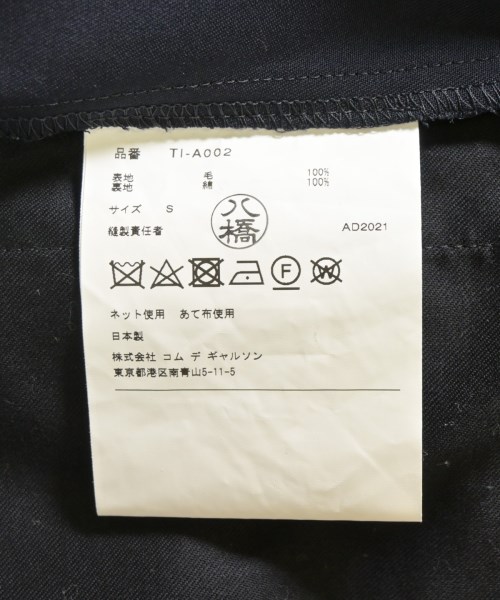 品番 TI-A002
表地 毛 100%
裏地 綿 100%
サイズ S
八橋
縫製責任者 AD2021
F W
ネット使用 あて布使用
日本製
株式会社 コム デ ギャルソン
東京都港区南青山5-11-5